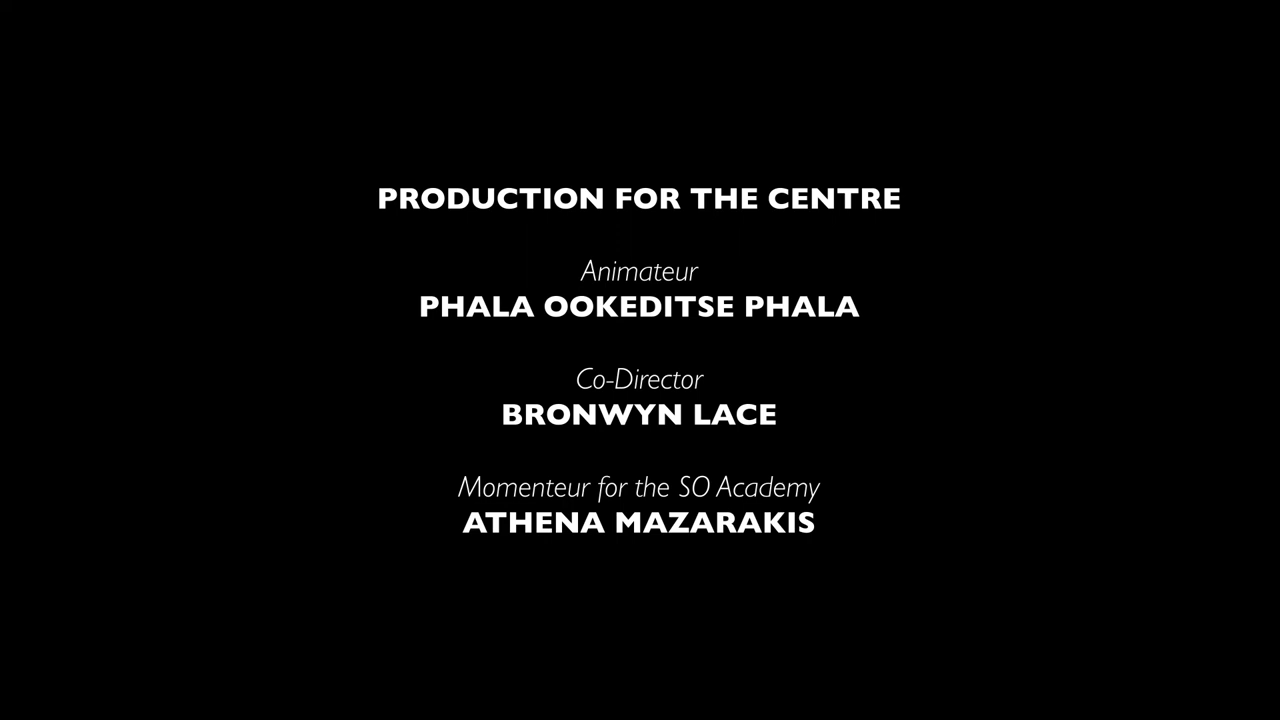 PRODUCTION FOR THE CENTRE
Animateur
PHALA OOKEDITSE PHALA
Co-Director
BRONWYN LACE
Momenteur for the SO Academy
ATHENA MAZARAKIS